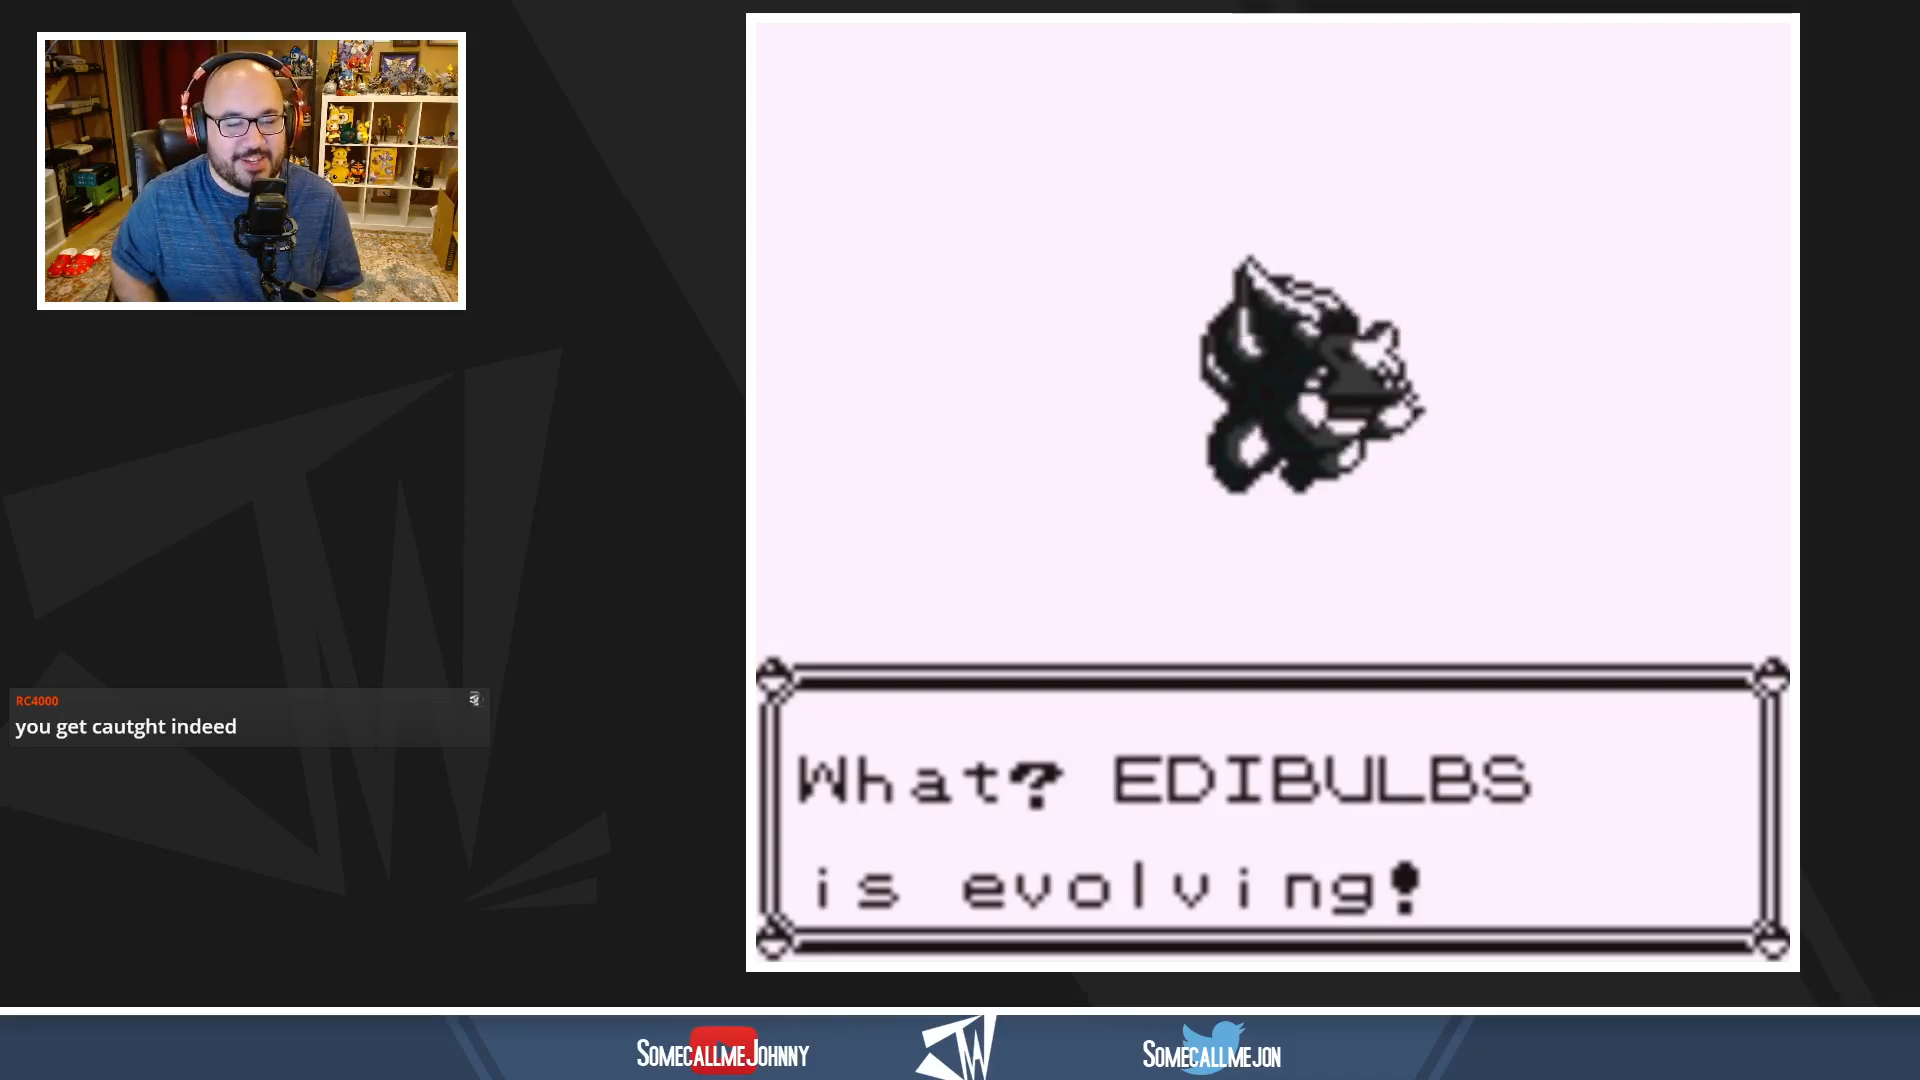 RC4000
you get cautght indeed
What? EDIBULBS
is evolving!
SomecallmeJohnny
Somecallmejon